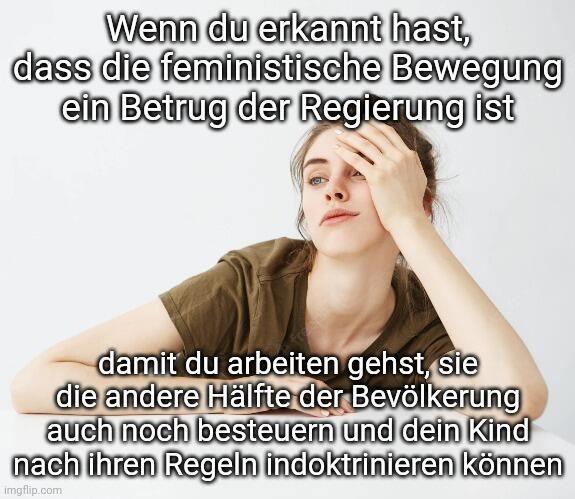 Wenn du erkannt hast,
dass die feministische Bewegung
ein Betrug der Regierung ist
damit du arbeiten gehst, sie
die andere Hälfte der Bevölkerung
auch noch besteuern und dein Kind
nach ihren Regeln indoktrinieren können
imgflip.com